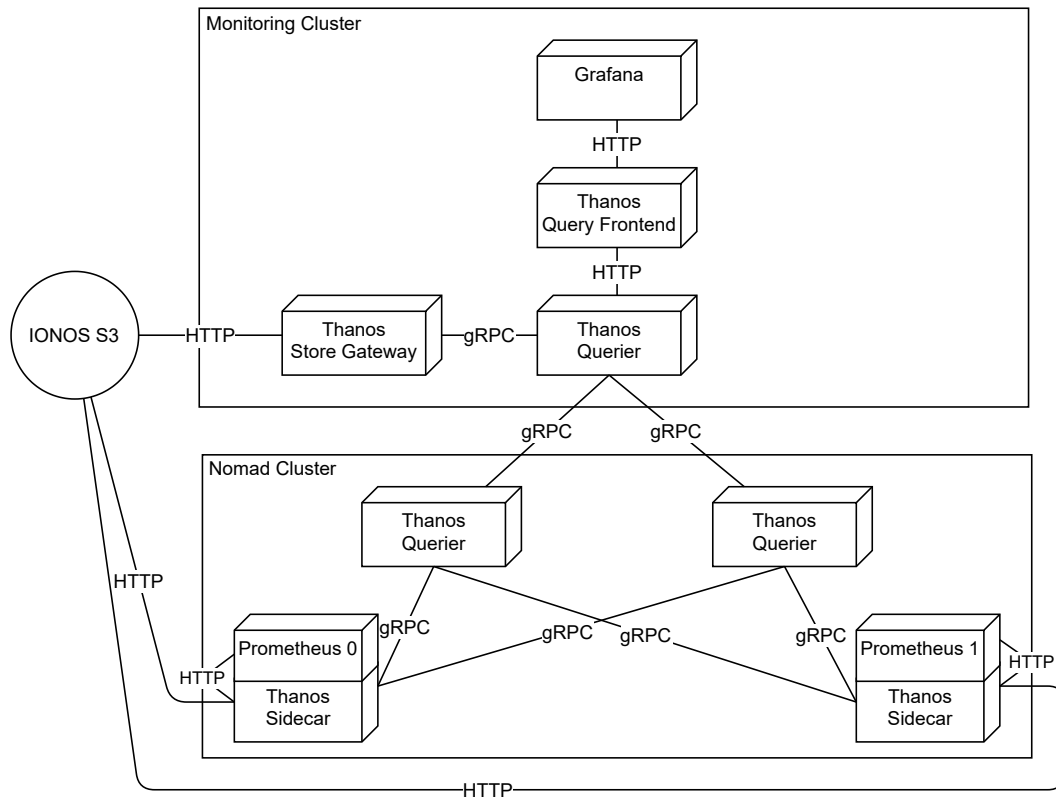 Monitoring Cluster
Grafana
HTTP
Thanos
Query Frontend
HTTP
IONOS S3
HTTP
Thanos
Store Gateway
gRPC
Thanos
Querier
gRPC
gRPC
Nomad Cluster
Thanos
Querier
Thanos
Querier
HTTP
gRPC
gRPC
gRPC
gRPC
Prometheus 0
HTTP
Thanos
Sidecar
Prometheus 1
HTTP
Thanos
Sidecar
HTTP